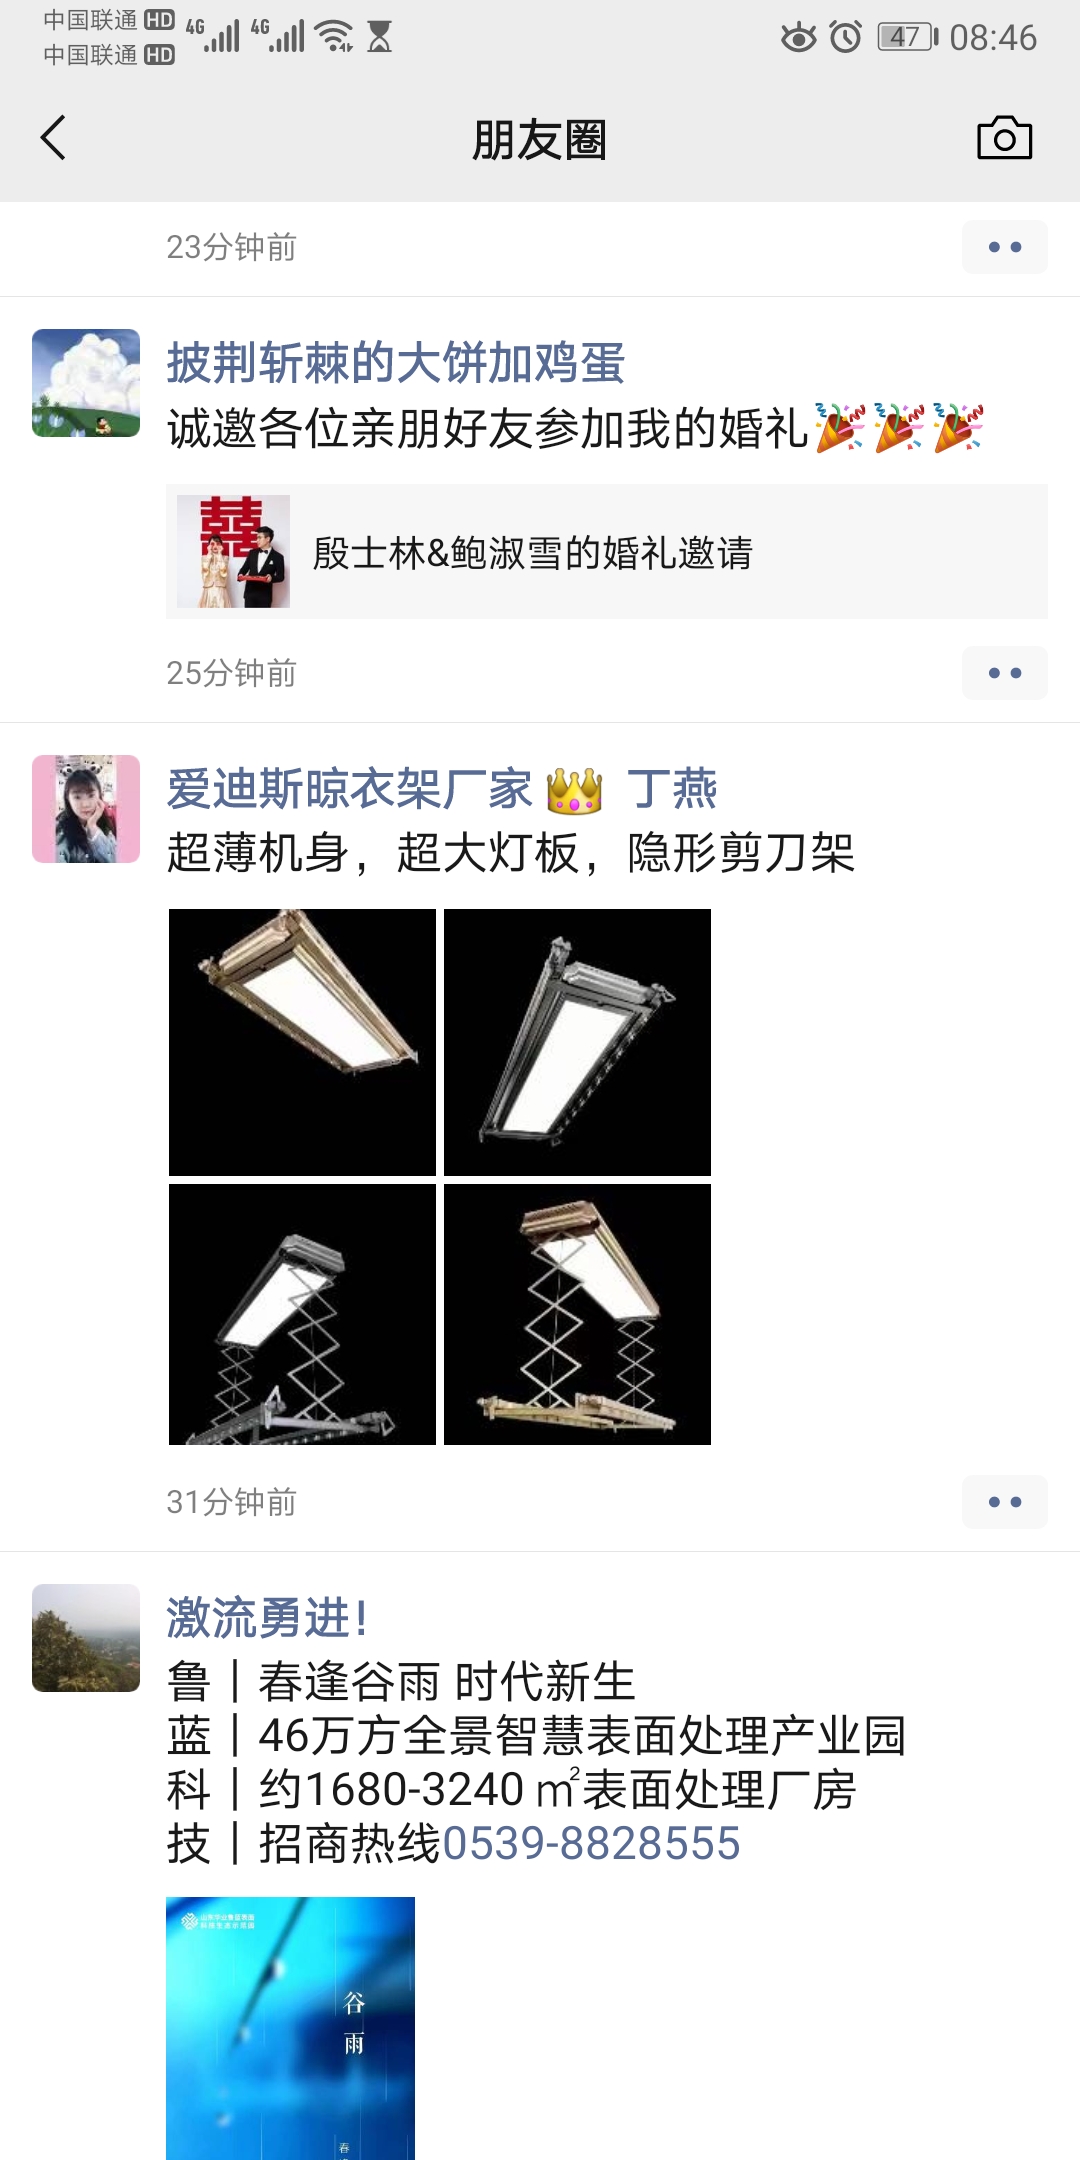 中国联通 HD 4G 4G 47 08:46
中国联通 HD
朋友圈
23分钟前
披荆斩棘的大饼加鸡蛋
诚邀各位亲朋好友参加我的婚礼🎉🎉🎉
囍
殷士林&鲍淑雪的婚礼邀请
25分钟前
爱迪斯晾衣架厂家👑 丁燕
超薄机身，超大灯板，隐形剪刀架
31分钟前
激流勇进!
鲁｜春逢谷雨 时代新生
蓝｜46万方全景智慧表面处理产业园
科｜约1680-3240㎡表面处理厂房
技｜招商热线0539-8828555
谷
雨
春